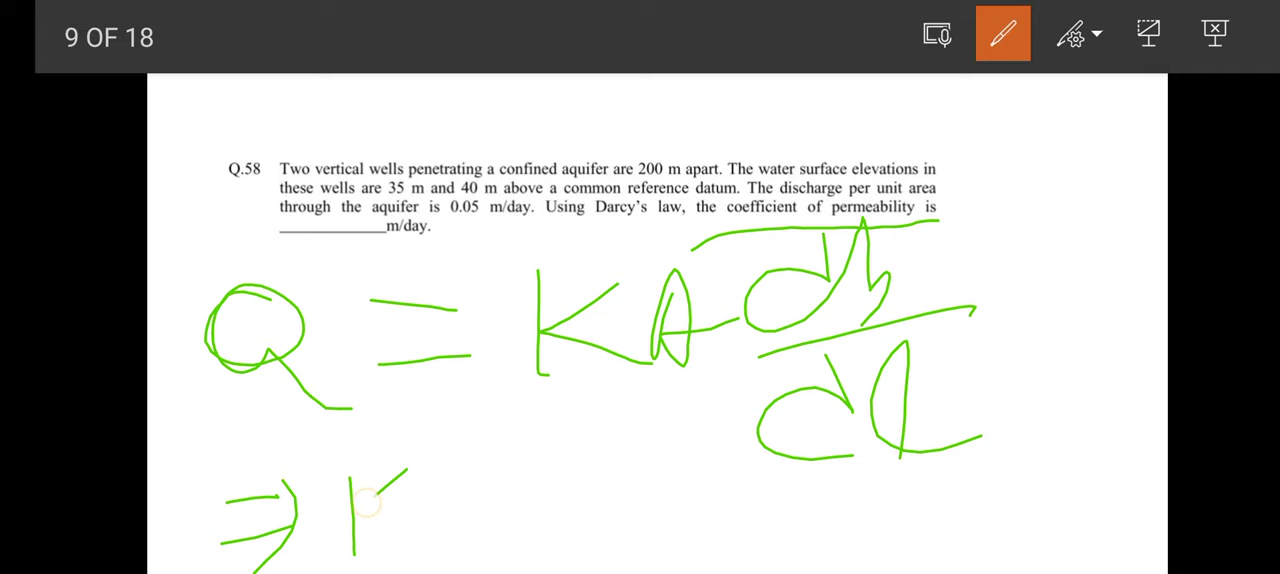 9 OF 18
Q.58 Two vertical wells penetrating a confined aquifer are 200 m apart. The water surface elevations in
these wells are 35 m and 40 m above a common reference datum. The discharge per unit area
through the aquifer is 0.05 m/day. Using Darcy's law, the coefficient of permeability is
____________m/day.
Q = KA dh
dl
⇒ K